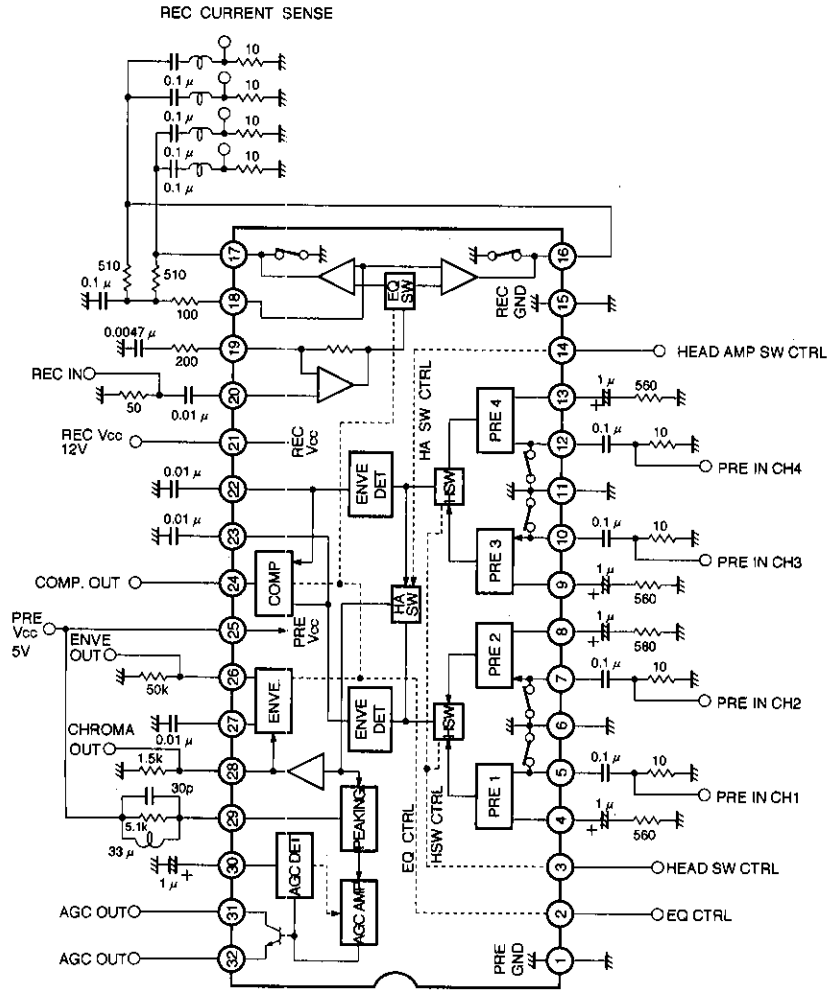 REC CURRENT SENSE
10
0.1 μ
10
0.1 μ
10
0.1 μ
10
0.1 μ
510
510
0.1 μ
100
0.0047 μ
200
REC IN
50
0.01 μ
REC Vcc
12V
0.01 μ
0.01 μ
COMP. OUT
PRE
Vcc
5V
ENVE
OUT
50k
CHROMA
OUT
0.01 μ
1.5k
30p
5.1k
33 μ
1 μ
+
AGC OUT
AGC OUT
17
18
19
20
21
22
23
24
25
26
27
28
29
30
31
32
EQ
SW
REC
Vcc
ENVE
DET
COMP
PRE
Vcc
ENVE.
ENVE
DET
HA
SW
HA SW CTRL
HSW
HSW
PEAKING
AGC DET
AGC AMP
EQ CTRL
HSW CTRL
PRE 4
PRE 3
PRE 2
PRE 1
REC
GND
PRE
GND
16
15
14
13
12
11
10
9
8
7
6
5
4
3
2
1
HEAD AMP SW CTRL
1 μ
+
560
0.1 μ
10
PRE IN CH4
0.1 μ
10
PRE IN CH3
1 μ
+
560
1 μ
+
580
0.1 μ
10
PRE IN CH2
0.1 μ
10
PRE IN CH1
1 μ
+
560
HEAD SW CTRL
EQ CTRL